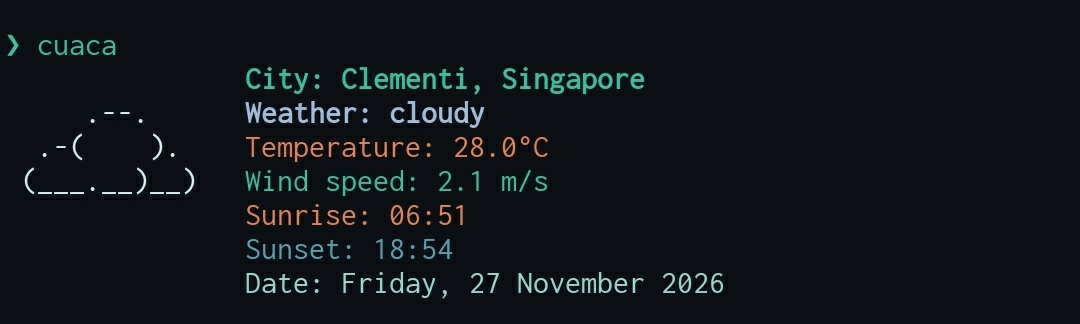 ❯ cuaca
City: Clementi, Singapore
Weather: cloudy
Temperature: 28.0°C
Wind speed: 2.1 m/s
Sunrise: 06:51
Sunset: 18:54
Date: Friday, 27 November 2026